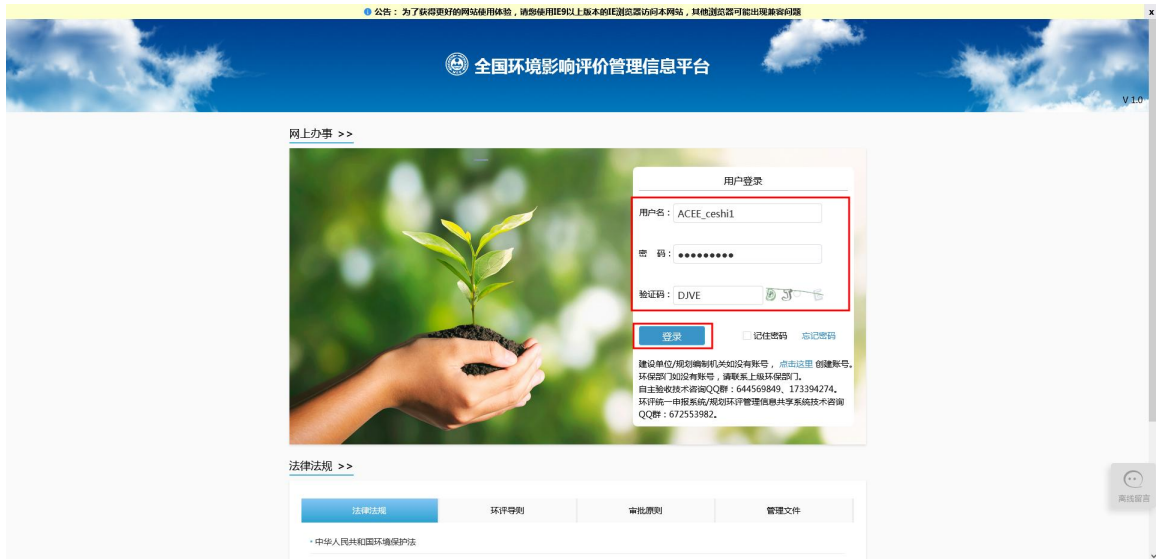 公告：为了获得更好的网站使用体验，请您使用IE9以上版本的IE浏览器访问本网站，其他浏览器可能出现兼容问题
x
全国环境影响评价管理信息平台
V 1.0
网上办事 >>
用户登录
用户名： ACEE_ceshi1
密 码： ●●●●●●●●●
验证码： DJVE
登录 记住密码 忘记密码
建设单位/规划编制机关如没有账号，点击这里 创建账号。
环保部门如没有账号，请联系上级环保部门。
自主验收技术咨询QQ群：644569849、173394274。
环评统一申报系统/规划环评管理信息共享系统技术咨询
QQ群：672553982。
法律法规 >>
离线留言
法律法规 环评导则 审批原则 管理文件
中华人民共和国环境保护法